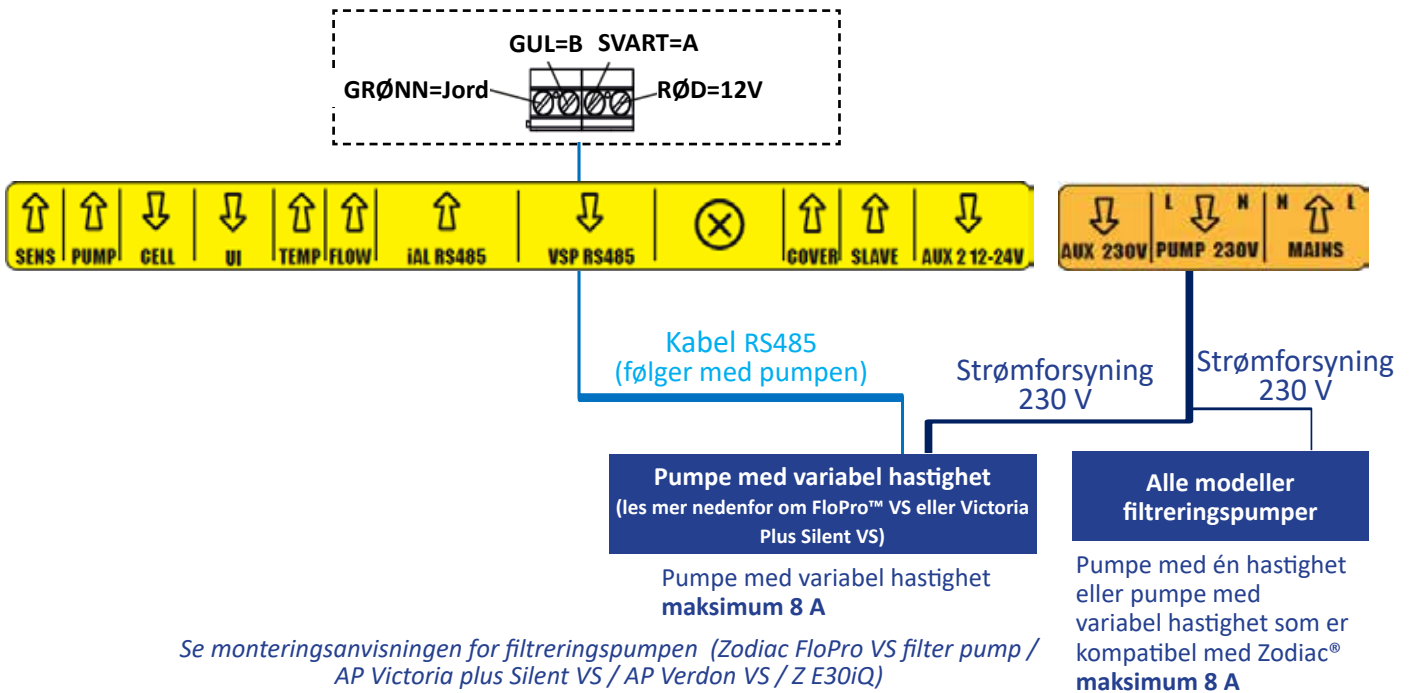 GUL=B SVART=A
GRØNN=Jord
RØD=12V
SENS PUMP CELL UI TEMP FLOW iAL RS485 VSP RS485 COVER SLAVE AUX 2 12-24V
L N N L
AUX 230V PUMP 230V MAINS
Kabel RS485
(følger med pumpen)
Strømforsyning
230 V
Strømforsyning
230 V
Pumpe med variabel hastighet
(les mer nedenfor om FloPro™ VS eller Victoria
Plus Silent VS)
Pumpe med variabel hastighet
maksimum 8 A
Alle modeller
filtreringspumper
Pumpe med én hastighet
eller pumpe med
variabel hastighet som er
kompatibel med Zodiac®
maksimum 8 A
Se monteringsanvisningen for filtreringspumpen (Zodiac FloPro VS filter pump /
AP Victoria plus Silent VS / AP Verdon VS / Z E30iQ)